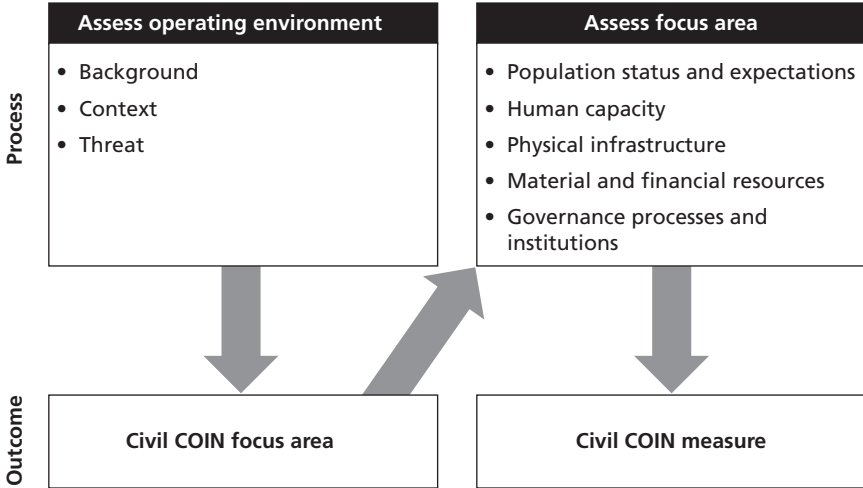 Assess operating environment
• Background
• Context
• Threat
Assess focus area
• Population status and expectations
• Human capacity
• Physical infrastructure
• Material and financial resources
• Governance processes and
institutions
Process
Civil COIN focus area
Civil COIN measure
Outcome